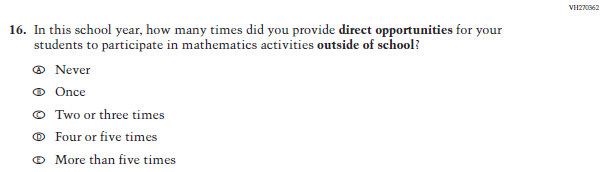 VH270362
16. In this school year, how many times did you provide direct opportunities for your
students to participate in mathematics activities outside of school?
A Never
B Once
C Two or three times
D Four or five times
E More than five times